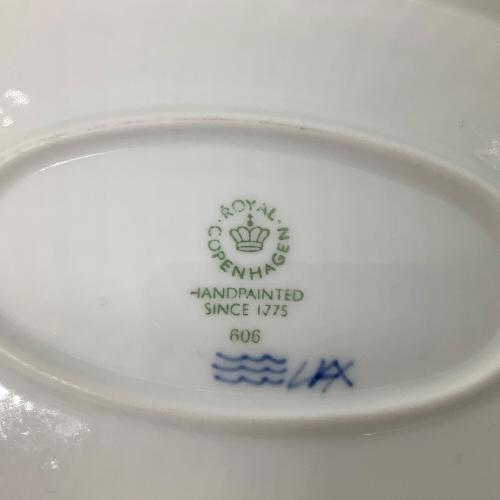 ROYAL COPENHAGEN
HANDPAINTED
SINCE 1775
606